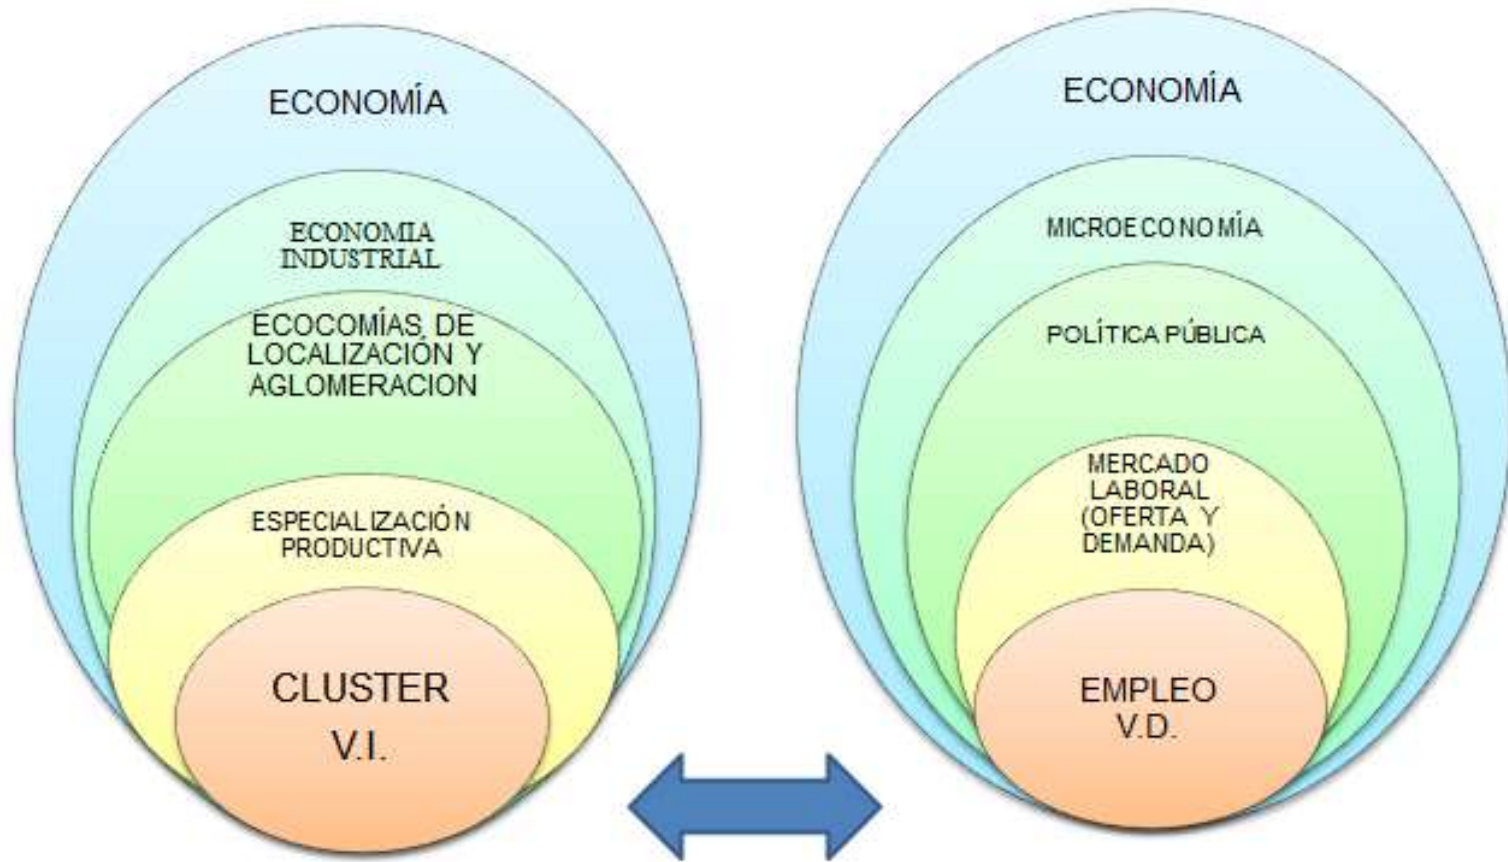 ECONOMÍA
ECONOMIA
INDUSTRIAL
ECOCOMÍAS DE
LOCALIZACIÓN Y
AGLOMERACION
ESPECIALIZACIÓN
PRODUCTIVA
CLUSTER
V.I.
ECONOMÍA
MICROECONOMÍA
POLÍTICA PÚBLICA
MERCADO
LABORAL
(OFERTA Y
DEMANDA)
EMPLEO
V.D.